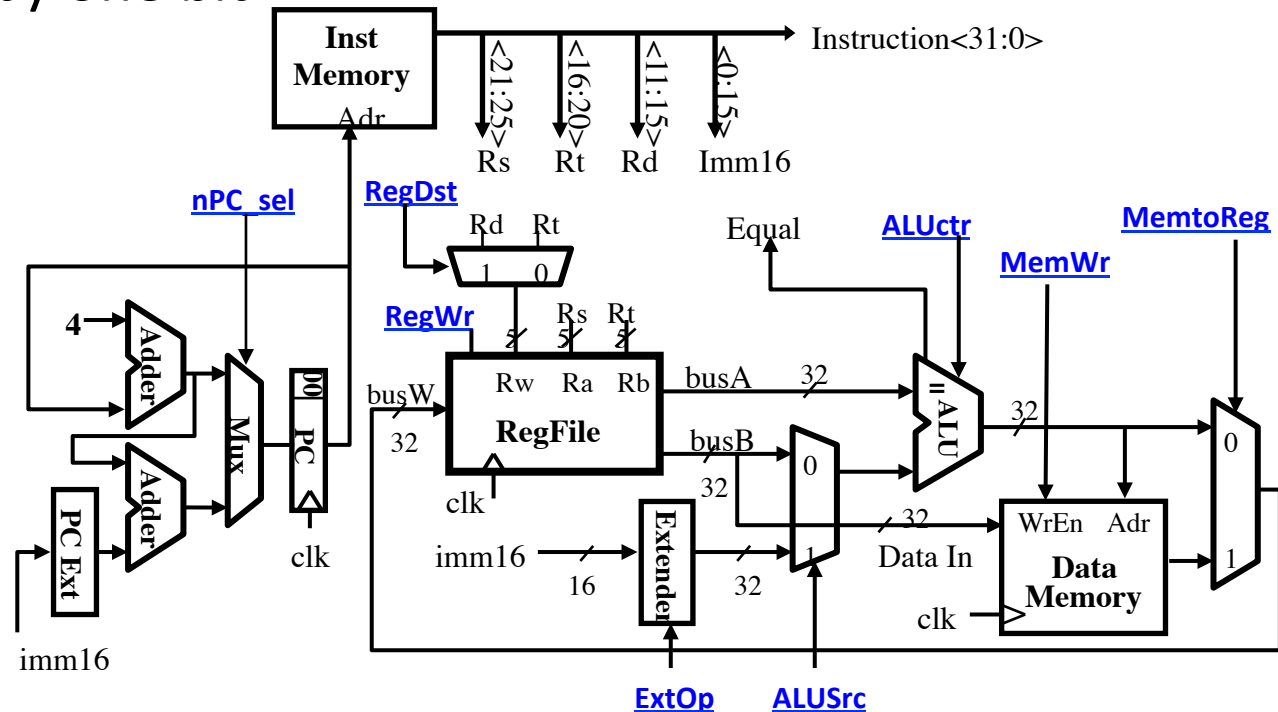 Inst
Memory
Adr
Instruction<31:0>
<21:25>
<16:20>
<11:15>
<0:15>
Rs
Rt
Rd
Imm16
nPC_sel
RegDst
Rd
Rt
1
0
Equal
ALUctr
MemWr
MemtoReg
RegWr
Rs
Rt
5
5
5
4
Adder
Adder
Mux
00
PC
clk
PC Ext
imm16
busW
32
Rw
Ra
Rb
RegFile
clk
busA
32
busB
32
0
1
=
ALU
32
imm16
16
Extender
32
32
Data In
WrEn
Adr
Data
Memory
clk
0
1
ExtOp
ALUSrc